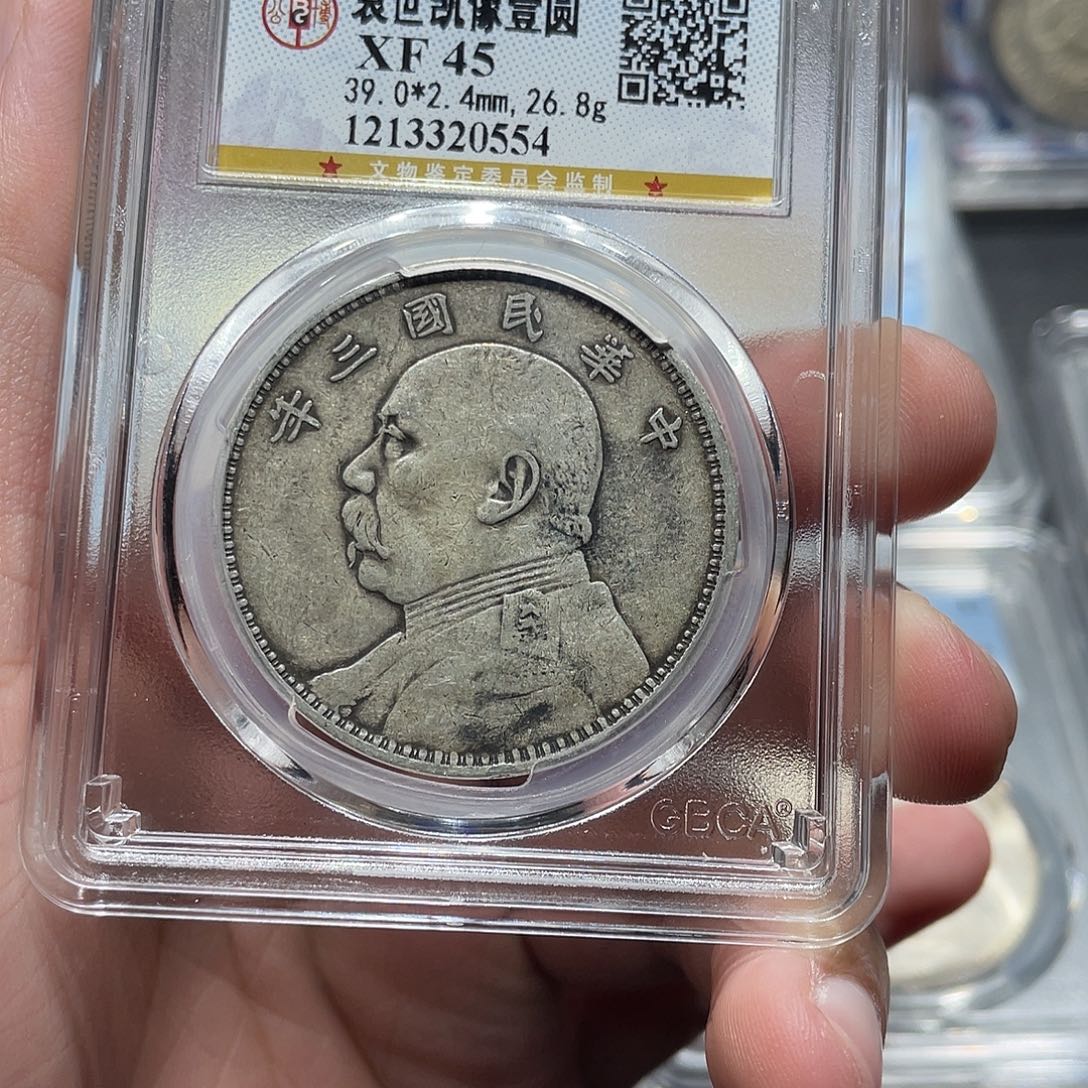 袁世凯像壹圆
XF 45
39.0*2.4mm, 26.8g
1213320554
★ 文物鉴定委员会监制 ★
年三國民華中
GBCA®